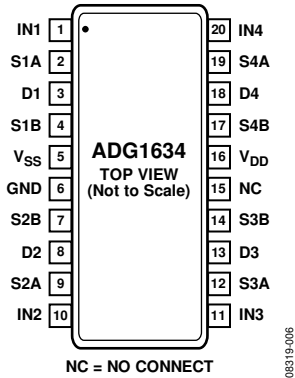 IN1 1 20 IN4
S1A 2 19 S4A
D1 3 18 D4
S1B 4 17 S4B
VSS 5 16 VDD
GND 6 15 NC
S2B 7 14 S3B
D2 8 13 D3
S2A 9 12 S3A
IN2 10 11 IN3
ADG1634
TOP VIEW
(Not to Scale)
NC = NO CONNECT
08319-006